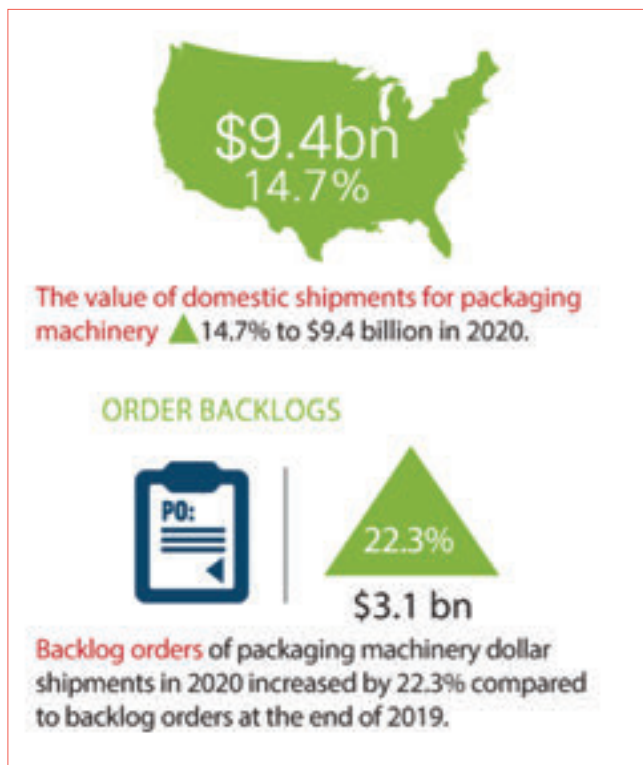 $9.4bn
14.7%
The value of domestic shipments for packaging
machinery ▲14.7% to $9.4 billion in 2020.
ORDER BACKLOGS
PO:
22.3%
$3.1 bn
Backlog orders of packaging machinery dollar
shipments in 2020 increased by 22.3% compared
to backlog orders at the end of 2019.